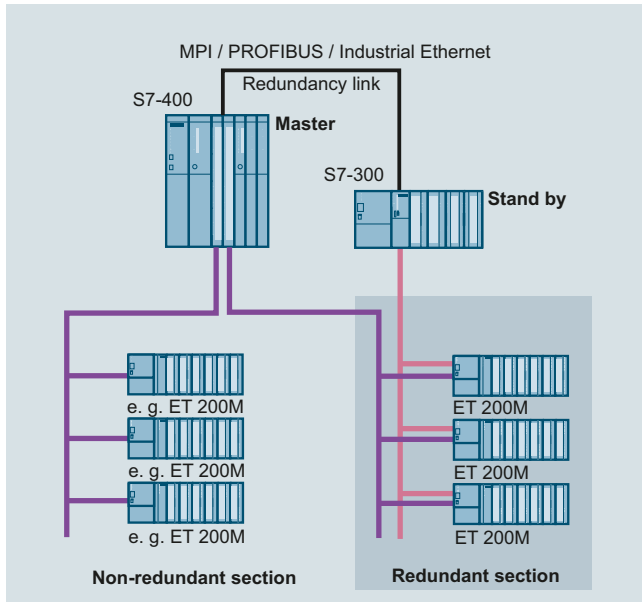 MPI / PROFIBUS / Industrial Ethernet
Redundancy link
S7-400
Master
S7-300
Stand by
e. g. ET 200M
ET 200M
e. g. ET 200M
ET 200M
e. g. ET 200M
ET 200M
Non-redundant section
Redundant section